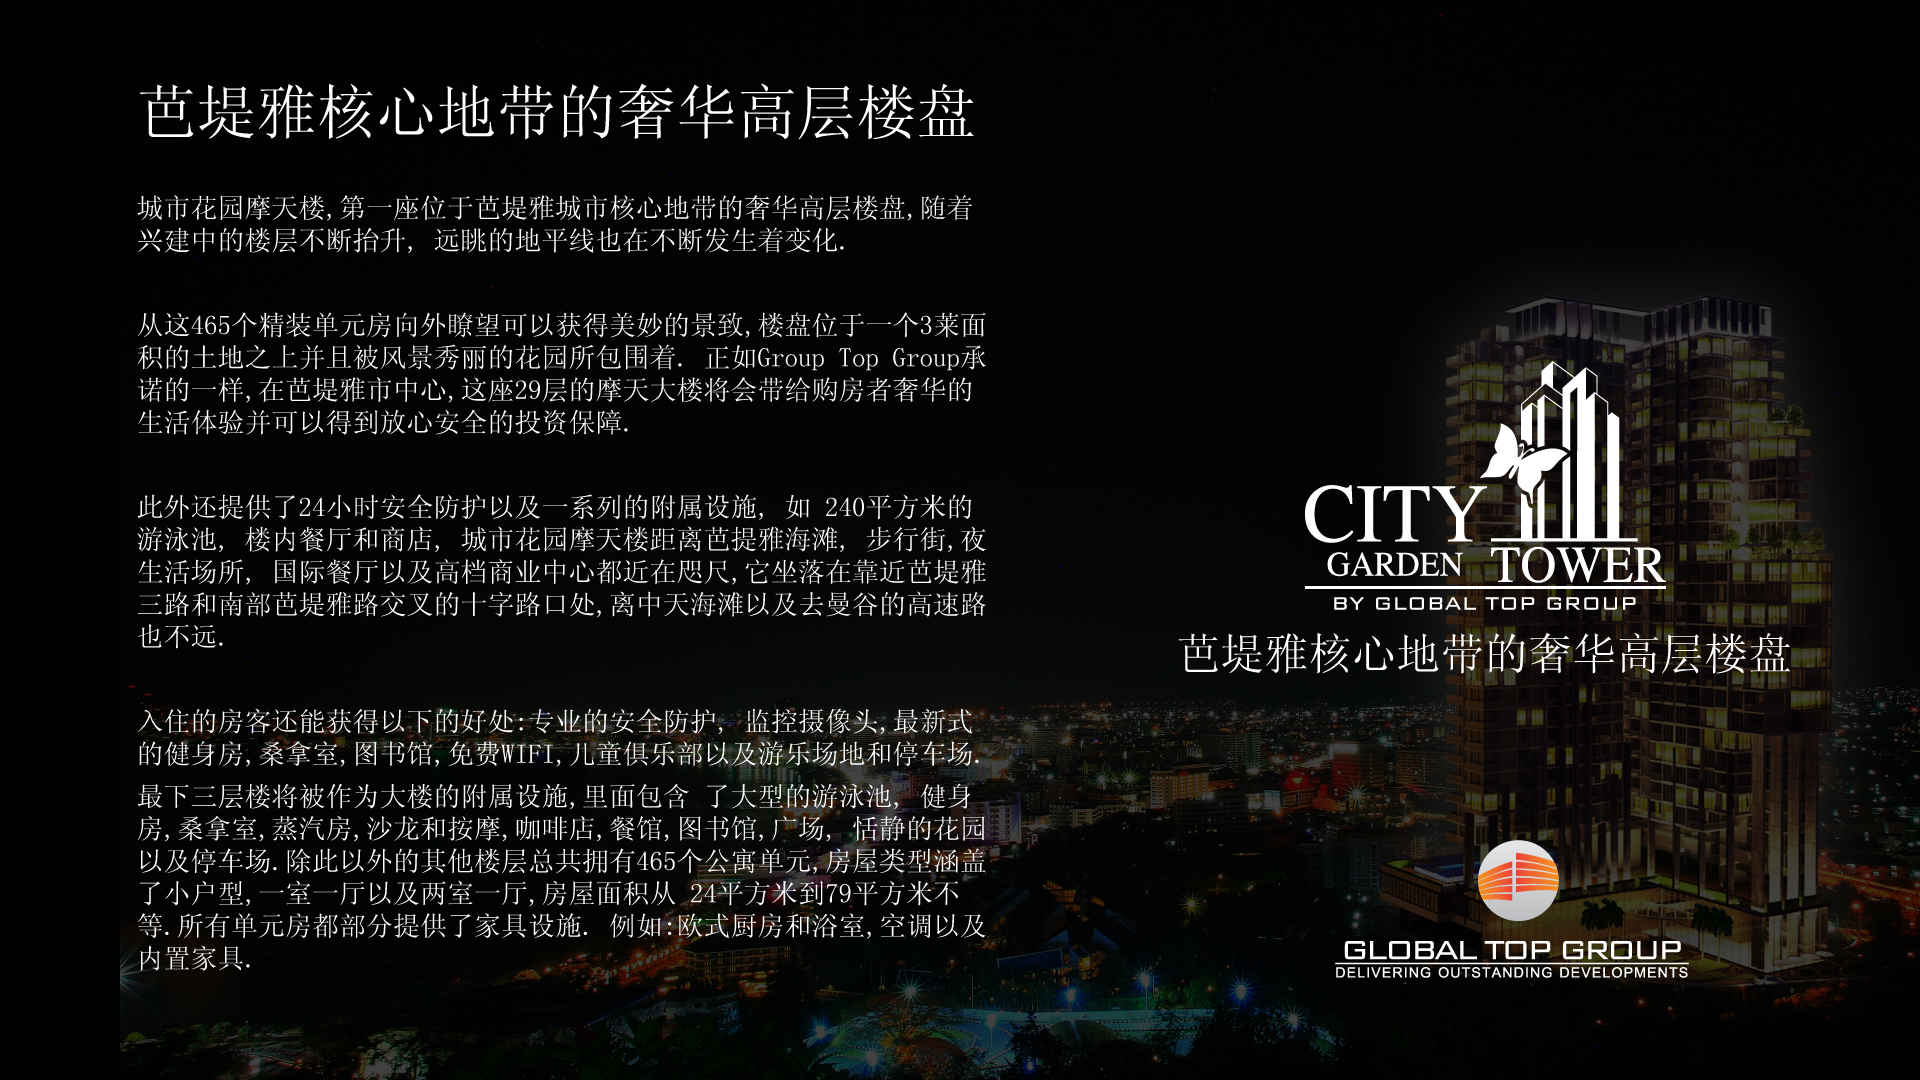 芭堤雅核心地带的奢华高层楼盘
城市花园摩天楼,第一座位于芭堤雅城市核心地带的奢华高层楼盘,随着
兴建中的楼层不断抬升, 远眺的地平线也在不断发生着变化.
从这465个精装单元房向外瞭望可以获得美妙的景致,楼盘位于一个3莱面
积的土地之上并且被风景秀丽的花园所包围着. 正如Group Top Group承
诺的一样,在芭堤雅市中心,这座29层的摩天大楼将会带给购房者奢华的
生活体验并可以得到放心安全的投资保障.
此外还提供了24小时安全防护以及一系列的附属设施, 如 240平方米的
游泳池, 楼内餐厅和商店, 城市花园摩天楼距离芭提雅海滩, 步行街,夜
生活场所, 国际餐厅以及高档商业中心都近在咫尺,它坐落在靠近芭堤雅
三路和南部芭堤雅路交叉的十字路口处,离中天海滩以及去曼谷的高速路
也不远.
入住的房客还能获得以下的好处:专业的安全防护, 监控摄像头,最新式
的健身房,桑拿室,图书馆,免费WIFI,儿童俱乐部以及游乐场地和停车场.
最下三层楼将被作为大楼的附属设施,里面包含 了大型的游泳池, 健身
房,桑拿室,蒸汽房,沙龙和按摩,咖啡店,餐馆,图书馆,广场, 恬静的花园
以及停车场.除此以外的其他楼层总共拥有465个公寓单元,房屋类型涵盖
了小户型,一室一厅以及两室一厅,房屋面积从 24平方米到79平方米不
等.所有单元房都部分提供了家具设施. 例如:欧式厨房和浴室,空调以及
内置家具.
CITY
GARDEN TOWER
BY GLOBAL TOP GROUP
芭堤雅核心地带的奢华高层楼盘
GLOBAL TOP GROUP
DELIVERING OUTSTANDING DEVELOPMENTS